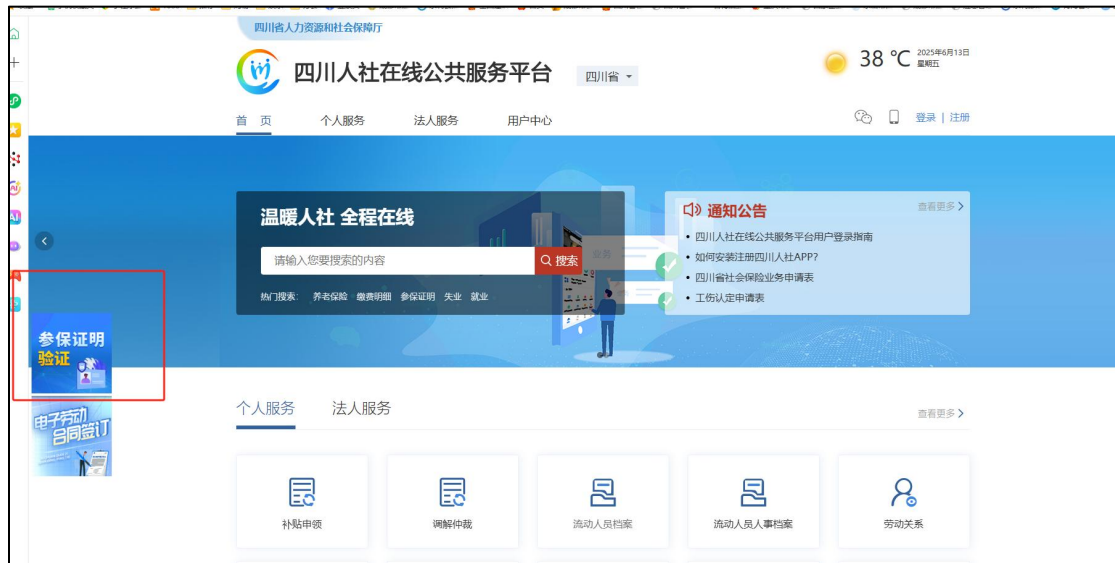 四川省人力资源和社会保障厅
四川人社在线公共服务平台
四川省
38 ℃
2025年6月13日
星期五
首 页
个人服务
法人服务
用户中心
登录 | 注册
温暖人社 全程在线
请输入您要搜索的内容
搜索
热门搜索: 养老保险 缴费明细 参保证明 失业 就业
通知公告
查看更多
四川人社在线公共服务平台用户登录指南
如何安装注册四川人社APP?
四川省社会保险业务申请表
工伤认定申请表
参保证明
验证
电子劳动
合同签订
个人服务
法人服务
查看更多
补贴申领
调解仲裁
流动人员档案
流动人员人事档案
劳动关系